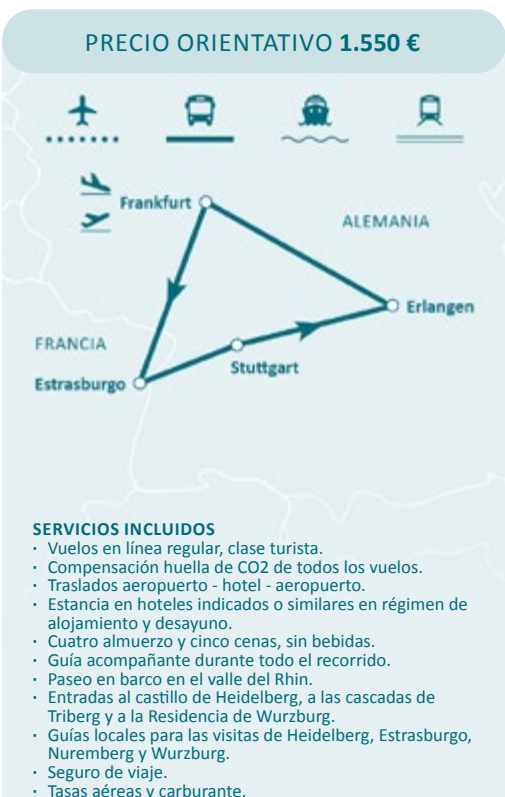 PRECIO ORIENTATIVO 1.550 €
Frankfurt
ALEMANIA
Erlangen
FRANCIA
Stuttgart
Estrasburgo
SERVICIOS INCLUIDOS
· Vuelos en línea regular, clase turista.
· Compensación huella de CO2 de todos los vuelos.
· Traslados aeropuerto - hotel - aeropuerto.
· Estancia en hoteles indicados o similares en régimen de
alojamiento y desayuno.
· Cuatro almuerzo y cinco cenas, sin bebidas.
· Guía acompañante durante todo el recorrido.
· Paseo en barco en el valle del Rhin.
· Entradas al castillo de Heidelberg, a las cascadas de
Triberg y a la Residencia de Wurzburg.
· Guías locales para las visitas de Heidelberg, Estrasburgo,
Nuremberg y Wurzburg.
· Seguro de viaje.
· Tasas aéreas y carburante.